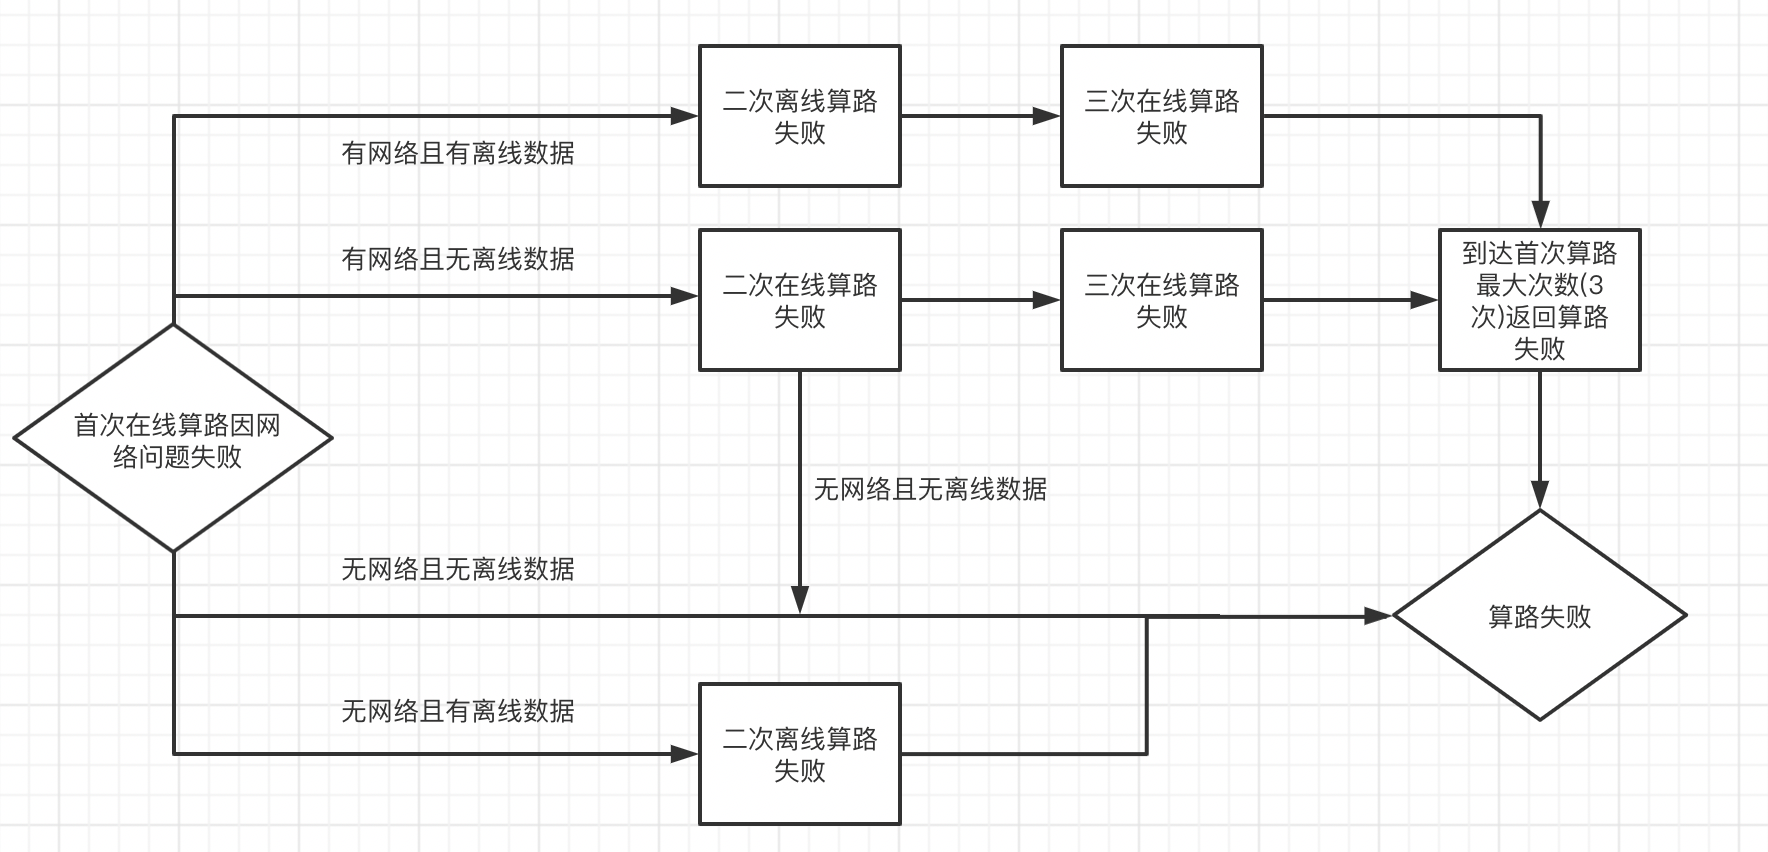 二次离线算路
失败
三次在线算路
失败
有网络且有离线数据
有网络且无离线数据
二次在线算路
失败
三次在线算路
失败
到达首次算路
最大次数(3
次)返回算路
失败
首次在线算路因网
络问题失败
无网络且无离线数据
无网络且无离线数据
算路失败
无网络且有离线数据
二次离线算路
失败